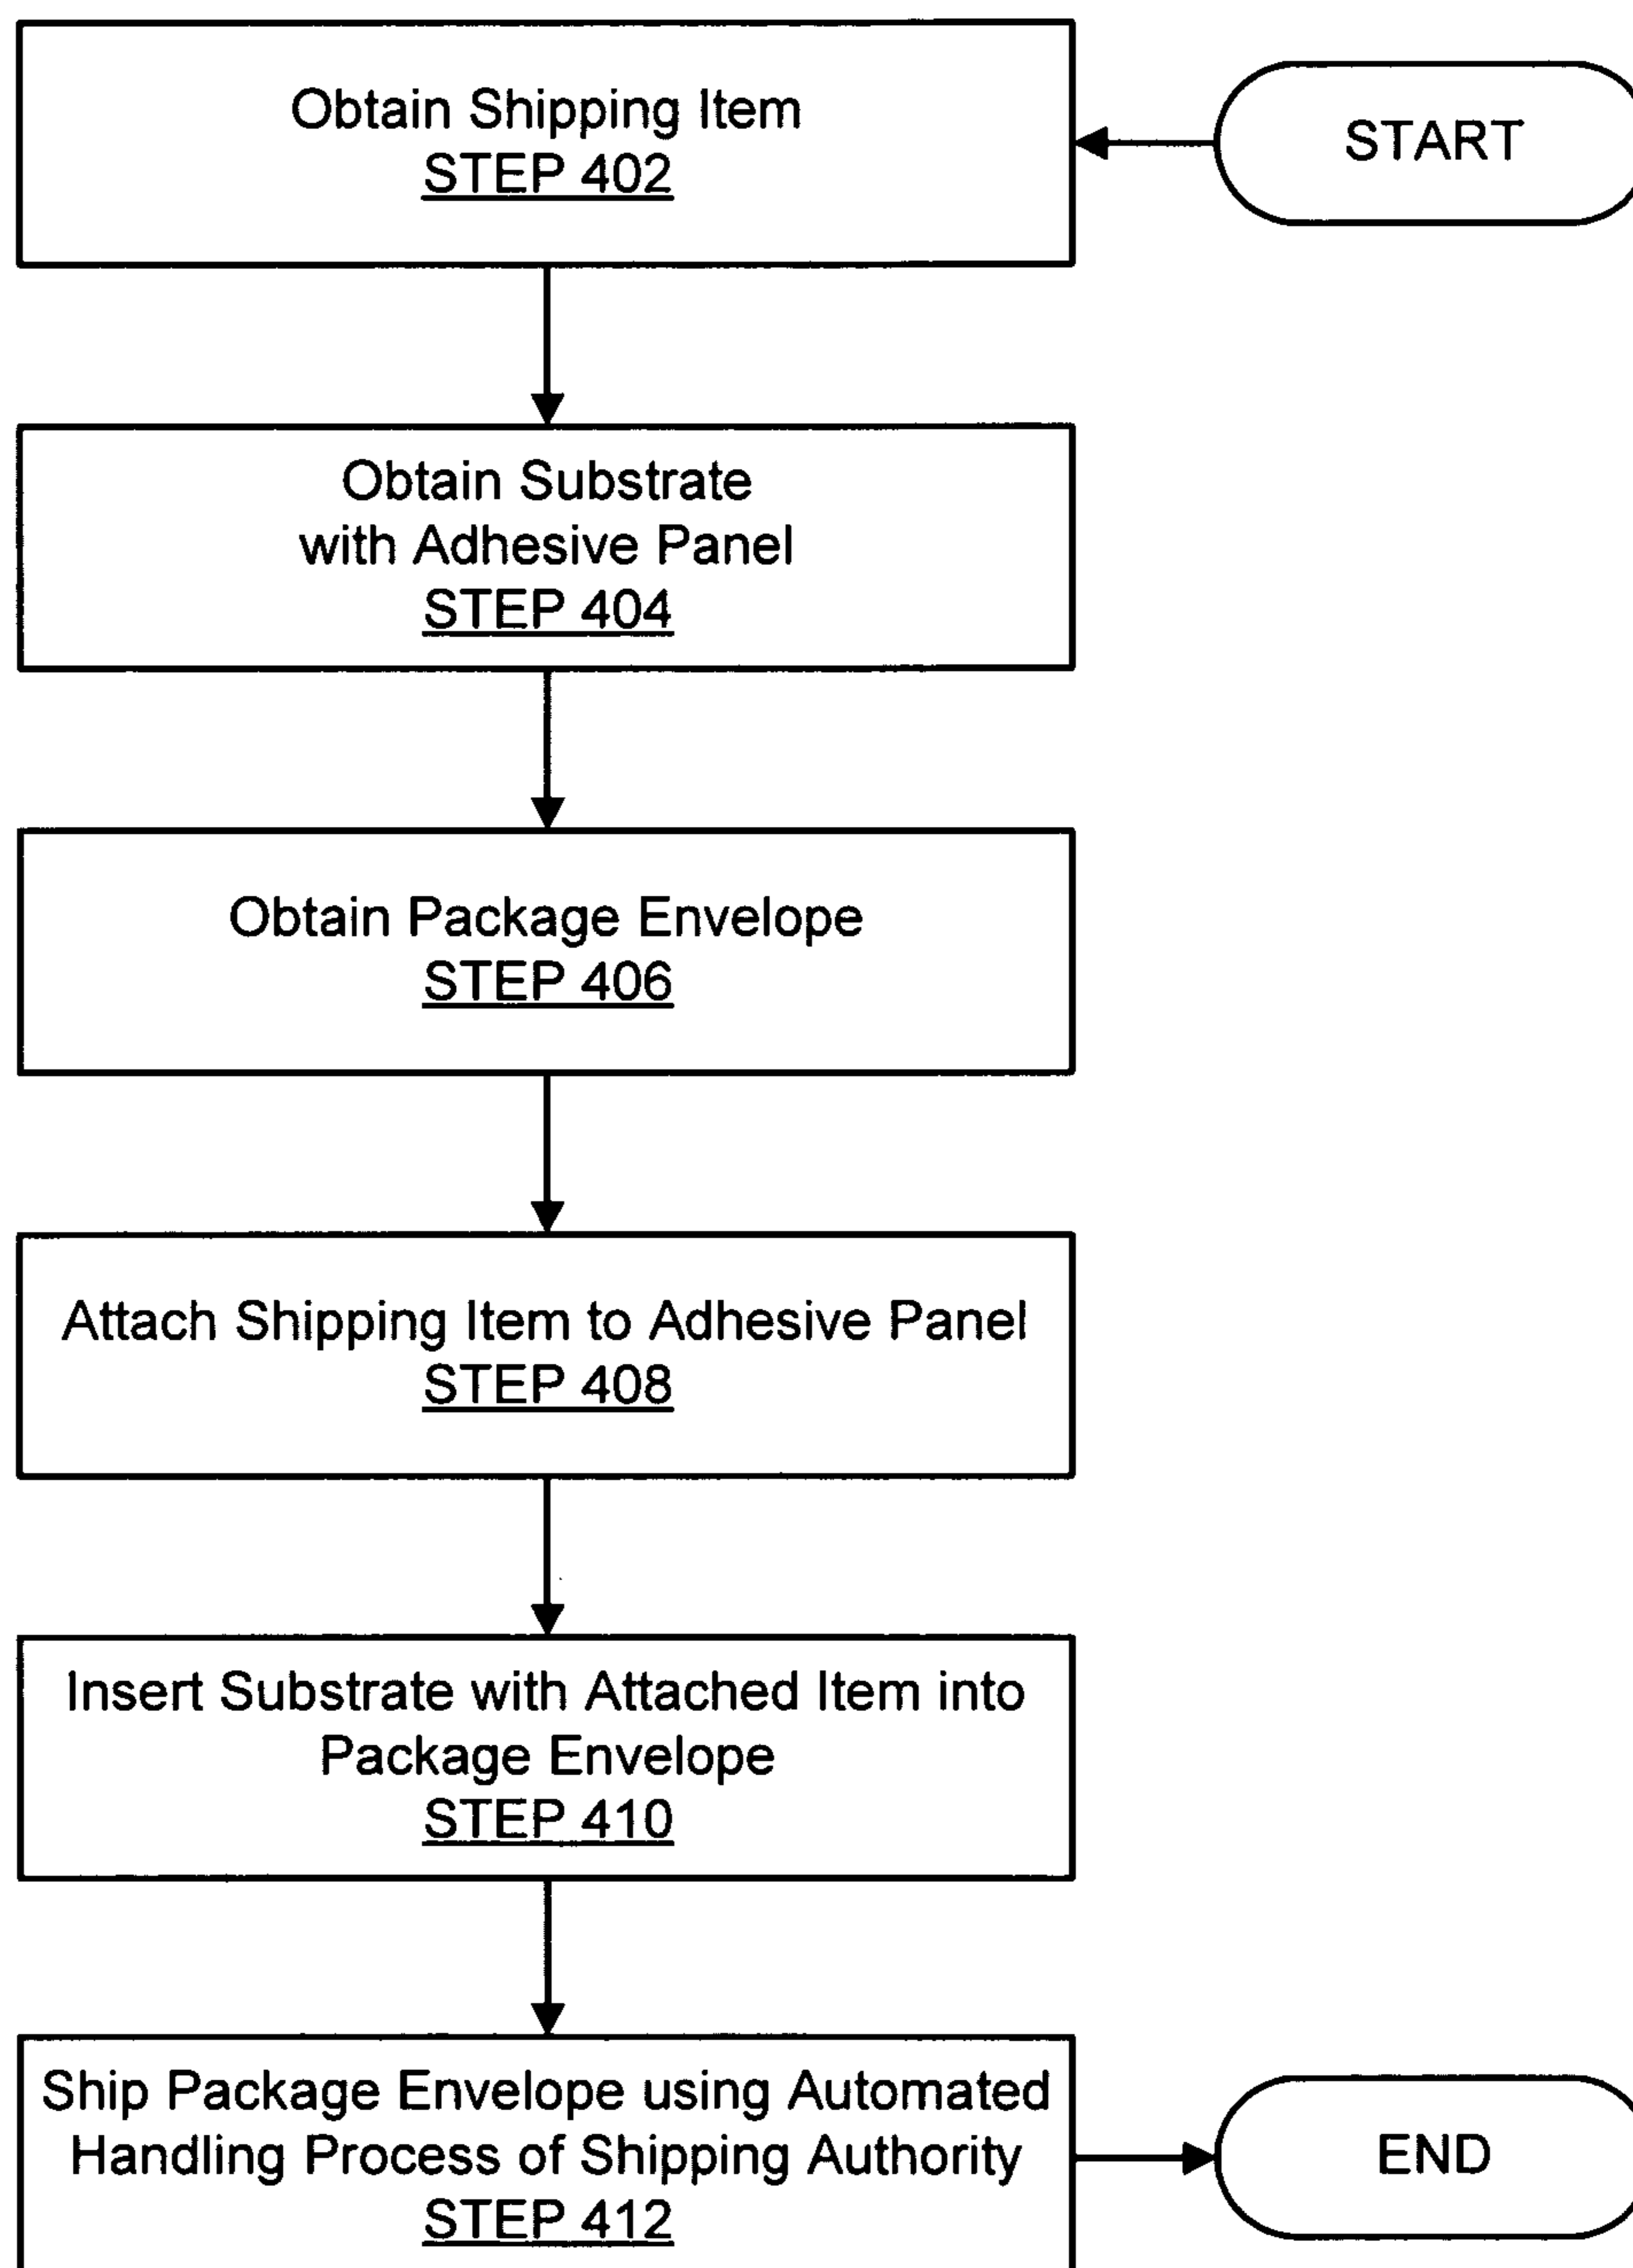 START
Obtain Shipping Item
STEP 402
Obtain Substrate
with Adhesive Panel
STEP 404
Obtain Package Envelope
STEP 406
Attach Shipping Item to Adhesive Panel
STEP 408
Insert Substrate with Attached Item into
Package Envelope
STEP 410
Ship Package Envelope using Automated
Handling Process of Shipping Authority
STEP 412
END